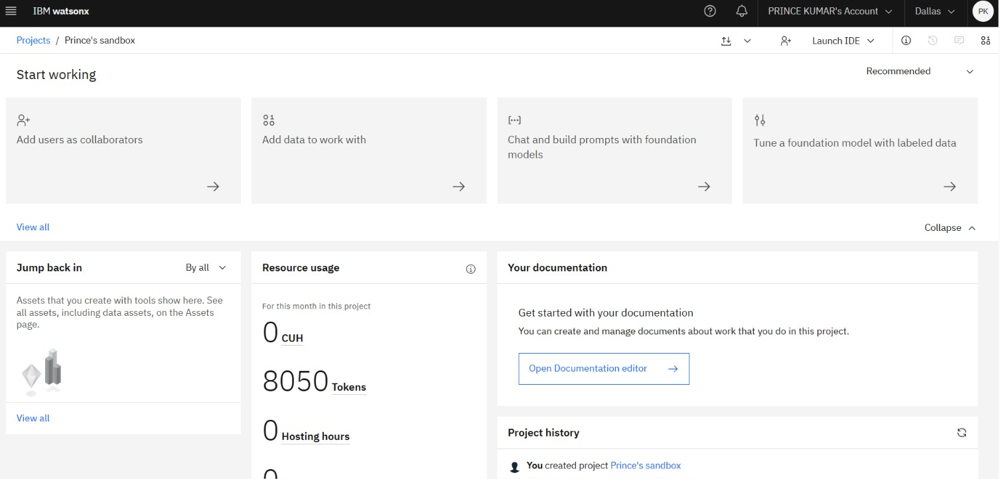 IBM watsonx
PRINCE KUMAR's Account
Dallas
PK
Projects / Prince's sandbox
Launch IDE
Start working
Recommended
Add users as collaborators
Add data to work with
Chat and build prompts with foundation
models
Tune a foundation model with labeled data
View all
Collapse
Jump back in
By all
Assets that you create with tools show here. See
all assets, including data assets, on the Assets
page.
View all
Resource usage
For this month in this project
0 CUH
8050 Tokens
0 Hosting hours
Your documentation
Get started with your documentation
You can create and manage documents about work that you do in this project.
Open Documentation editor
Project history
You created project Prince's sandbox